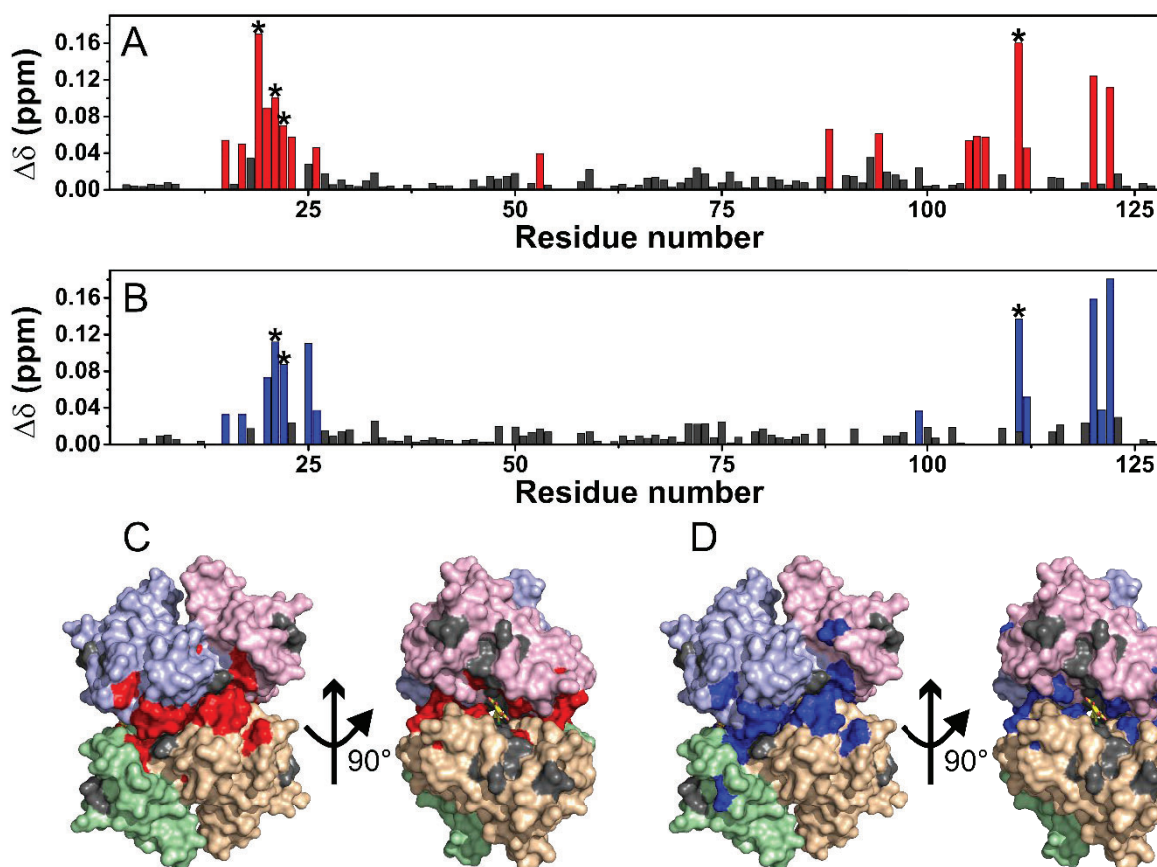 A
Δδ (ppm)
0.16
0.12
0.08
0.04
0.00
* * * *
25 50 75 100 125
Residue number
B
Δδ (ppm)
0.16
0.12
0.08
0.04
0.00
* * *
25 50 75 100 125
Residue number
C D
90° 90°